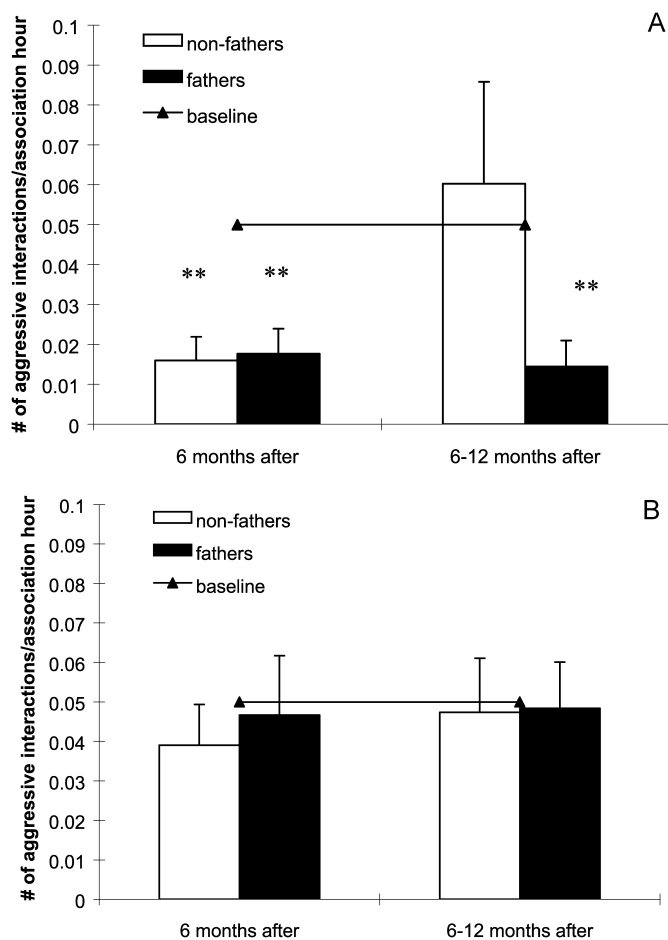 A
# of aggressive interactions/association hour
0.1
0.09
0.08
0.07
0.06
0.05
0.04
0.03
0.02
0.01
0
non-fathers
fathers
baseline
**
**
**
6 months after
6-12 months after
B
# of aggressive interactions/association hour
0.1
0.09
0.08
0.07
0.06
0.05
0.04
0.03
0.02
0.01
0
non-fathers
fathers
baseline
6 months after
6-12 months after